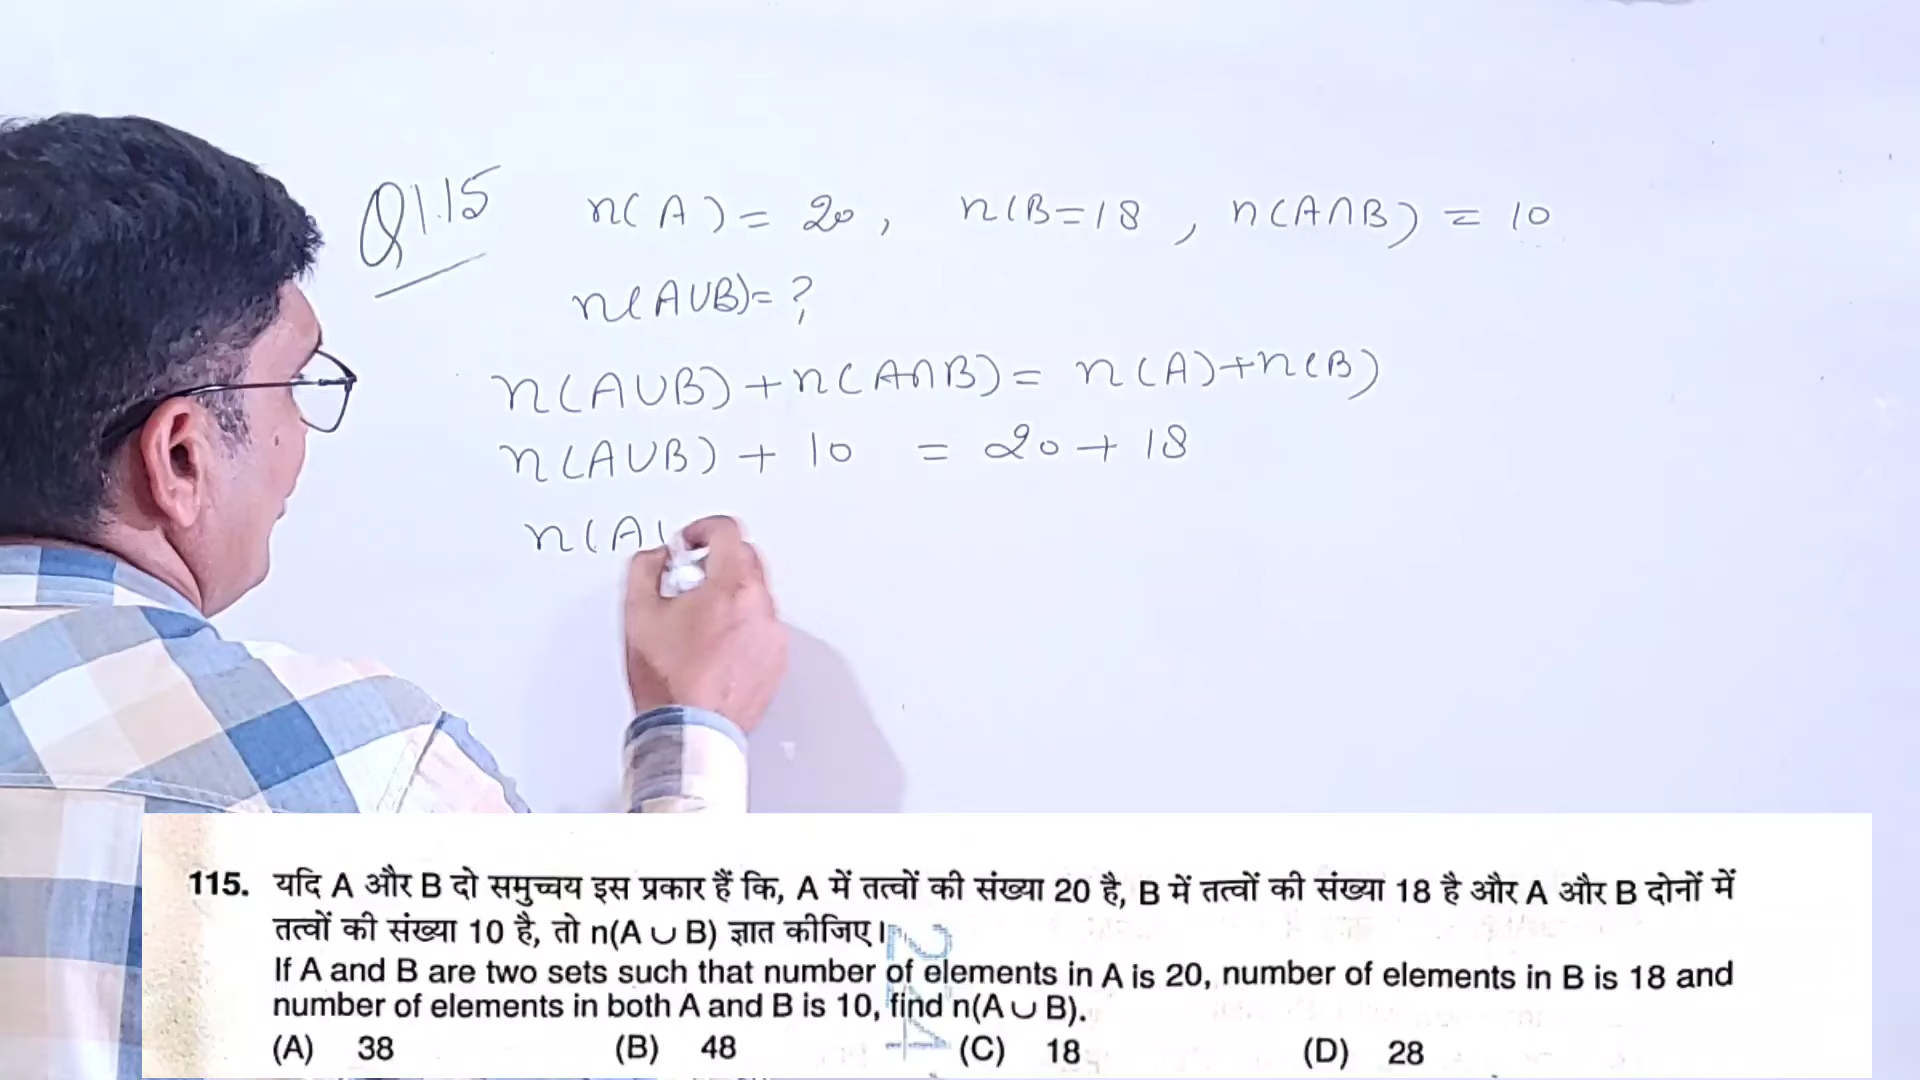 Q115 n(A) = 20, n(B=18, n(A∩B) = 10
n(A∪B)= ?
n(A∪B)+n(A∩B)= n(A)+n(B)
n(A∪B) + 10 = 20 + 18
n(A
115. यदि A और B दो समुच्चय इस प्रकार हैं कि, A में तत्वों की संख्या 20 है, B में तत्वों की संख्या 18 है और A और B दोनों में
तत्वों की संख्या 10 है, तो n(A ∪ B) ज्ञात कीजिए।
If A and B are two sets such that number of elements in A is 20, number of elements in B is 18 and
number of elements in both A and B is 10, find n(A ∪ B).
(A) 38 (B) 48 (C) 18 (D) 28